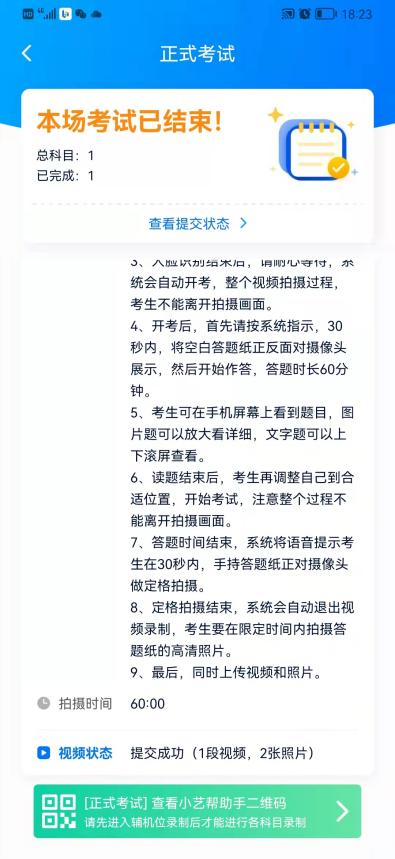 HD 4G 18:23
正式考试
本场考试已结束!
总科目：1
已完成：1
查看提交状态
3、人脸识别结束后，请耐心等待，系
统会自动开考，整个视频拍摄过程，
考生不能离开拍摄画面。
4、开考后，首先请按系统指示，30
秒内，将空白答题纸正反面对摄像头
展示，然后开始作答，答题时长60分
钟。
5、考生可在手机屏幕上看到题目，图
片题可以放大看详细，文字题可以上
下滚屏查看。
6、读题结束后，考生再调整自己到合
适位置，开始考试，注意整个过程不
能离开拍摄画面。
7、答题时间结束，系统将语音提示考
生在30秒内，手持答题纸正对摄像头
做定格拍摄。
8、定格拍摄结束，系统会自动退出视
频录制，考生要在限定时间内拍摄答
题纸的高清照片。
9、最后，同时上传视频和照片。
拍摄时间 60:00
视频状态 提交成功（1段视频，2张照片）
[正式考试] 查看小艺帮助手二维码
请先进入辅机位录制后才能进行各科目录制